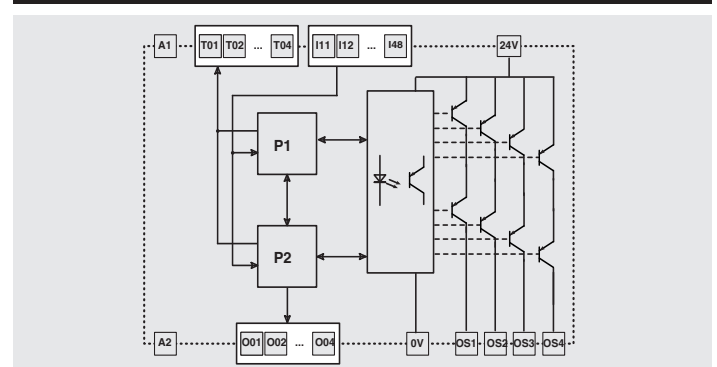 A1 T01 T02 ... T04 I11 I12 ... I48 24V
P1
P2
A2 O01 O02 ... O04 0V OS1 OS2 OS3 OS4